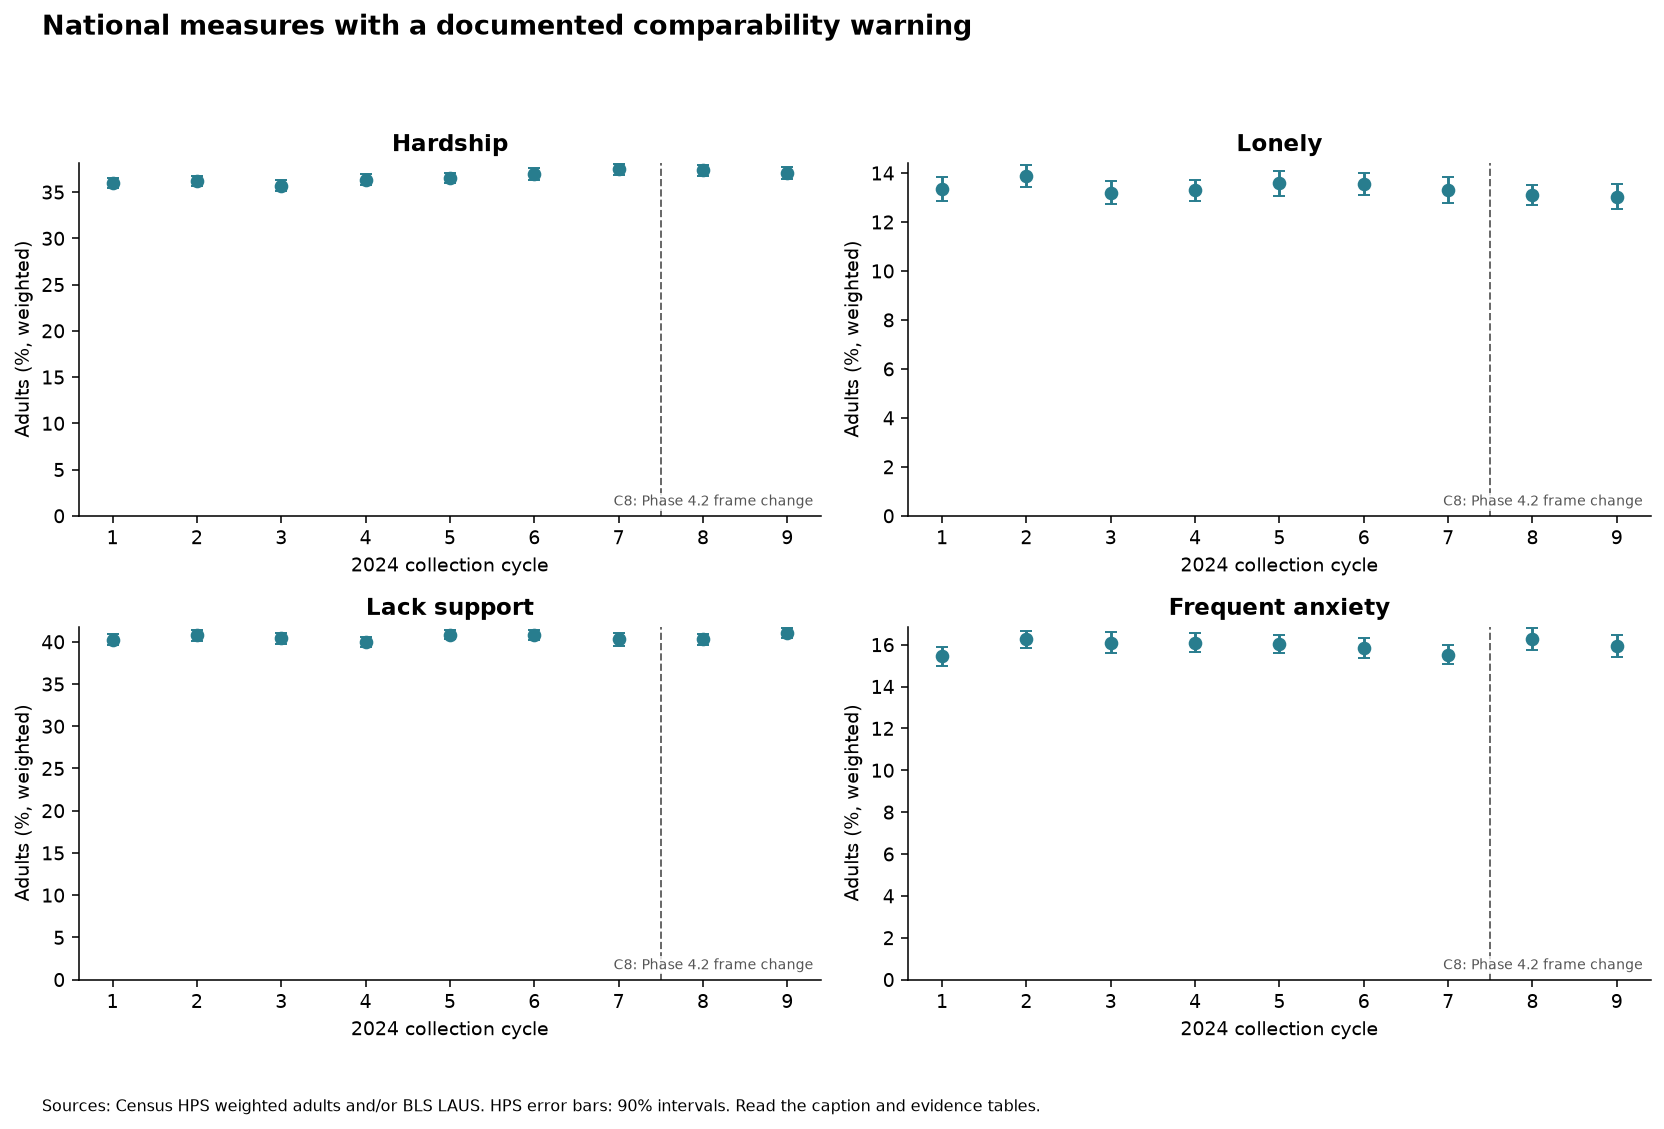 National measures with a documented comparability warning
Hardship
Adults (%, weighted)
35
30
25
20
15
10
5
0
C8: Phase 4.2 frame change
1 2 3 4 5 6 7 8 9
2024 collection cycle
Lonely
Adults (%, weighted)
14
12
10
8
6
4
2
0
C8: Phase 4.2 frame change
1 2 3 4 5 6 7 8 9
2024 collection cycle
Lack support
Adults (%, weighted)
40
35
30
25
20
15
10
5
0
C8: Phase 4.2 frame change
1 2 3 4 5 6 7 8 9
2024 collection cycle
Frequent anxiety
Adults (%, weighted)
16
14
12
10
8
6
4
2
0
C8: Phase 4.2 frame change
1 2 3 4 5 6 7 8 9
2024 collection cycle
Sources: Census HPS weighted adults and/or BLS LAUS. HPS error bars: 90% intervals. Read the caption and evidence tables.